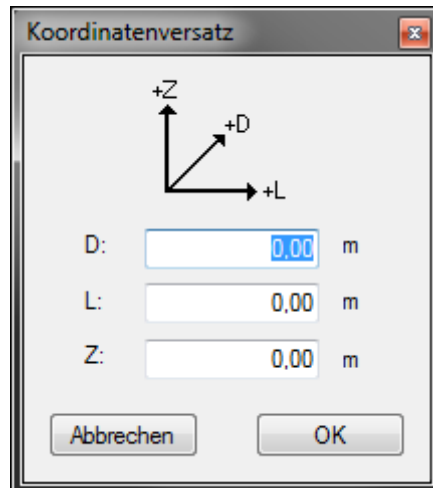 Koordinatenversatz
+Z
+D
+L
D: 0,00 m
L: 0,00 m
Z: 0,00 m
Abbrechen OK